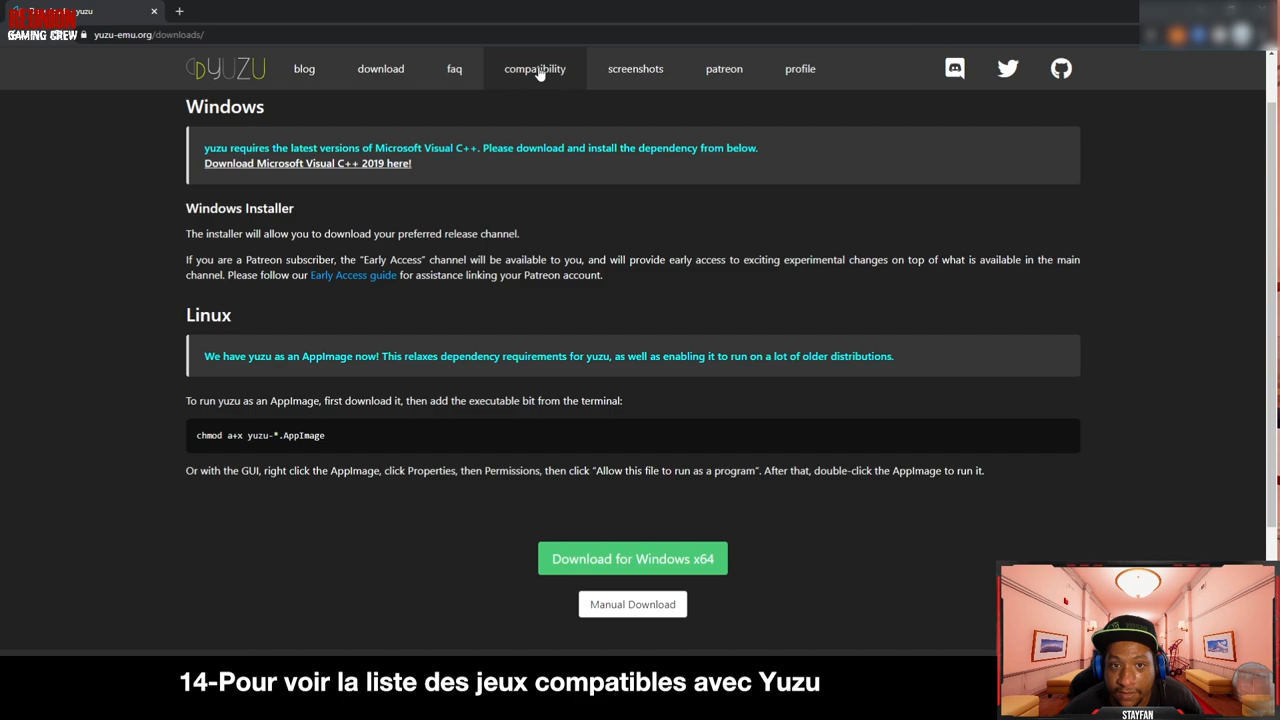 yuzu
yuzu-emu.org/downloads/
GAMING CREW
YUZU
blog
download
faq
compatibility
screenshots
patreon
profile
Windows
yuzu requires the latest versions of Microsoft Visual C++. Please download and install the dependency from below.
Download Microsoft Visual C++ 2019 here!
Windows Installer
The installer will allow you to download your preferred release channel.
If you are a Patreon subscriber, the “Early Access” channel will be available to you, and will provide early access to exciting experimental changes on top of what is available in the main
channel. Please follow our Early Access guide for assistance linking your Patreon account.
Linux
We have yuzu as an AppImage now! This relaxes dependency requirements for yuzu, as well as enabling it to run on a lot of older distributions.
To run yuzu as an AppImage, first download it, then add the executable bit from the terminal:
chmod a+x yuzu-*.AppImage
Or with the GUI, right click the AppImage, click Properties, then Permissions, then click “Allow this file to run as a program”. After that, double-click the AppImage to run it.
Download for Windows x64
Manual Download
14-Pour voir la liste des jeux compatibles avec Yuzu
STAYFAN